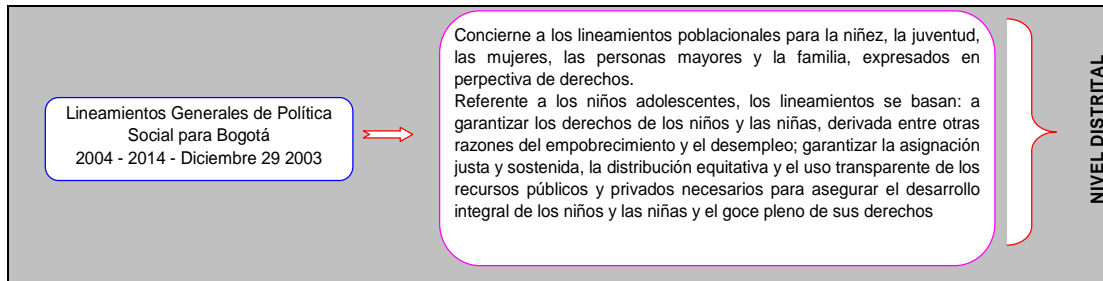 Lineamientos Generales de Política
Social para Bogotá
2004 - 2014 - Diciembre 29 2003
Concierne a los lineamientos poblacionales para la niñez, la juventud,
las mujeres, las personas mayores y la familia, expresados en
perpectiva de derechos.
Referente a los niños adolescentes, los lineamientos se basan: a
garantizar los derechos de los niños y las niñas, derivada entre otras
razones del empobrecimiento y el desempleo; garantizar la asignación
justa y sostenida, la distribución equitativa y el uso transparente de los
recursos públicos y privados necesarios para asegurar el desarrollo
integral de los niños y las niñas y el goce pleno de sus derechos
NIVEL DISTRITAL